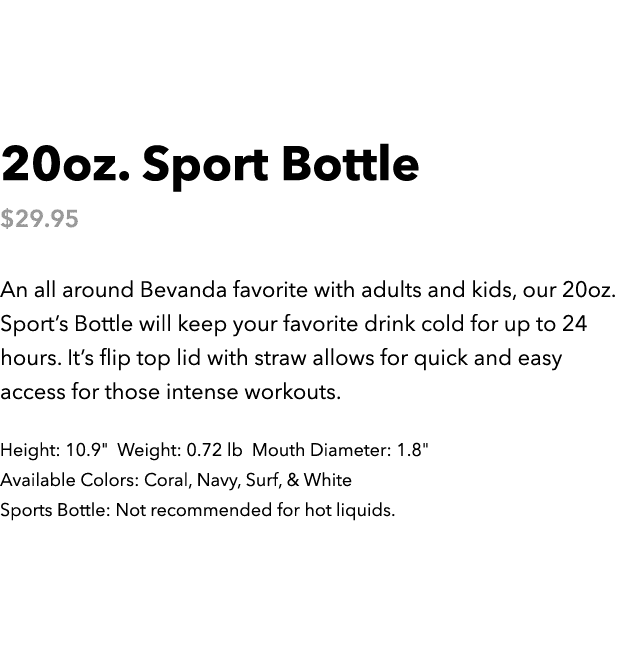 20oz. Sport Bottle
$29.95
An all around Bevanda favorite with adults and kids, our 20oz.
Sport’s Bottle will keep your favorite drink cold for up to 24
hours. It’s flip top lid with straw allows for quick and easy
access for those intense workouts.
Height: 10.9"  Weight: 0.72 lb  Mouth Diameter: 1.8"
Available Colors: Coral, Navy, Surf, & White
Sports Bottle: Not recommended for hot liquids.